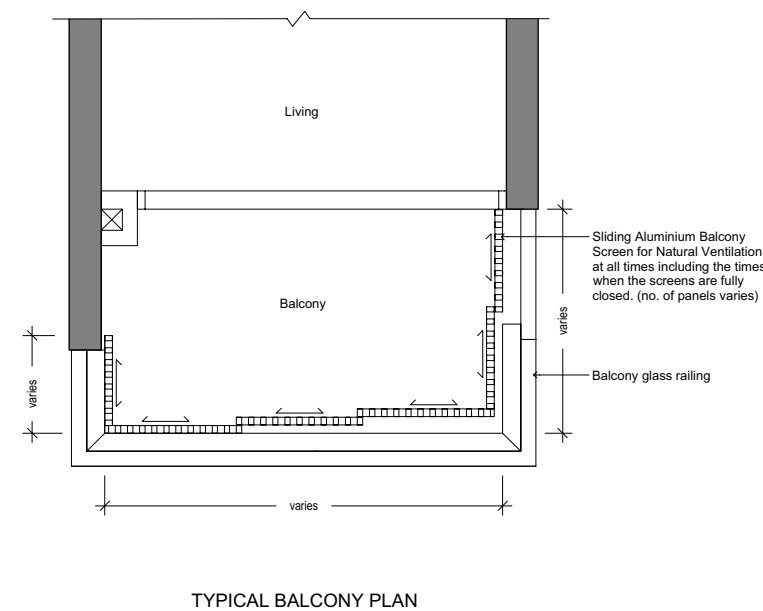 Living
Sliding Aluminium Balcony
Screen for Natural Ventilation
at all times including the times
when the screens are fully
closed. (no. of panels varies)
Balcony
varies
varies
Balcony glass railing
varies
TYPICAL BALCONY PLAN